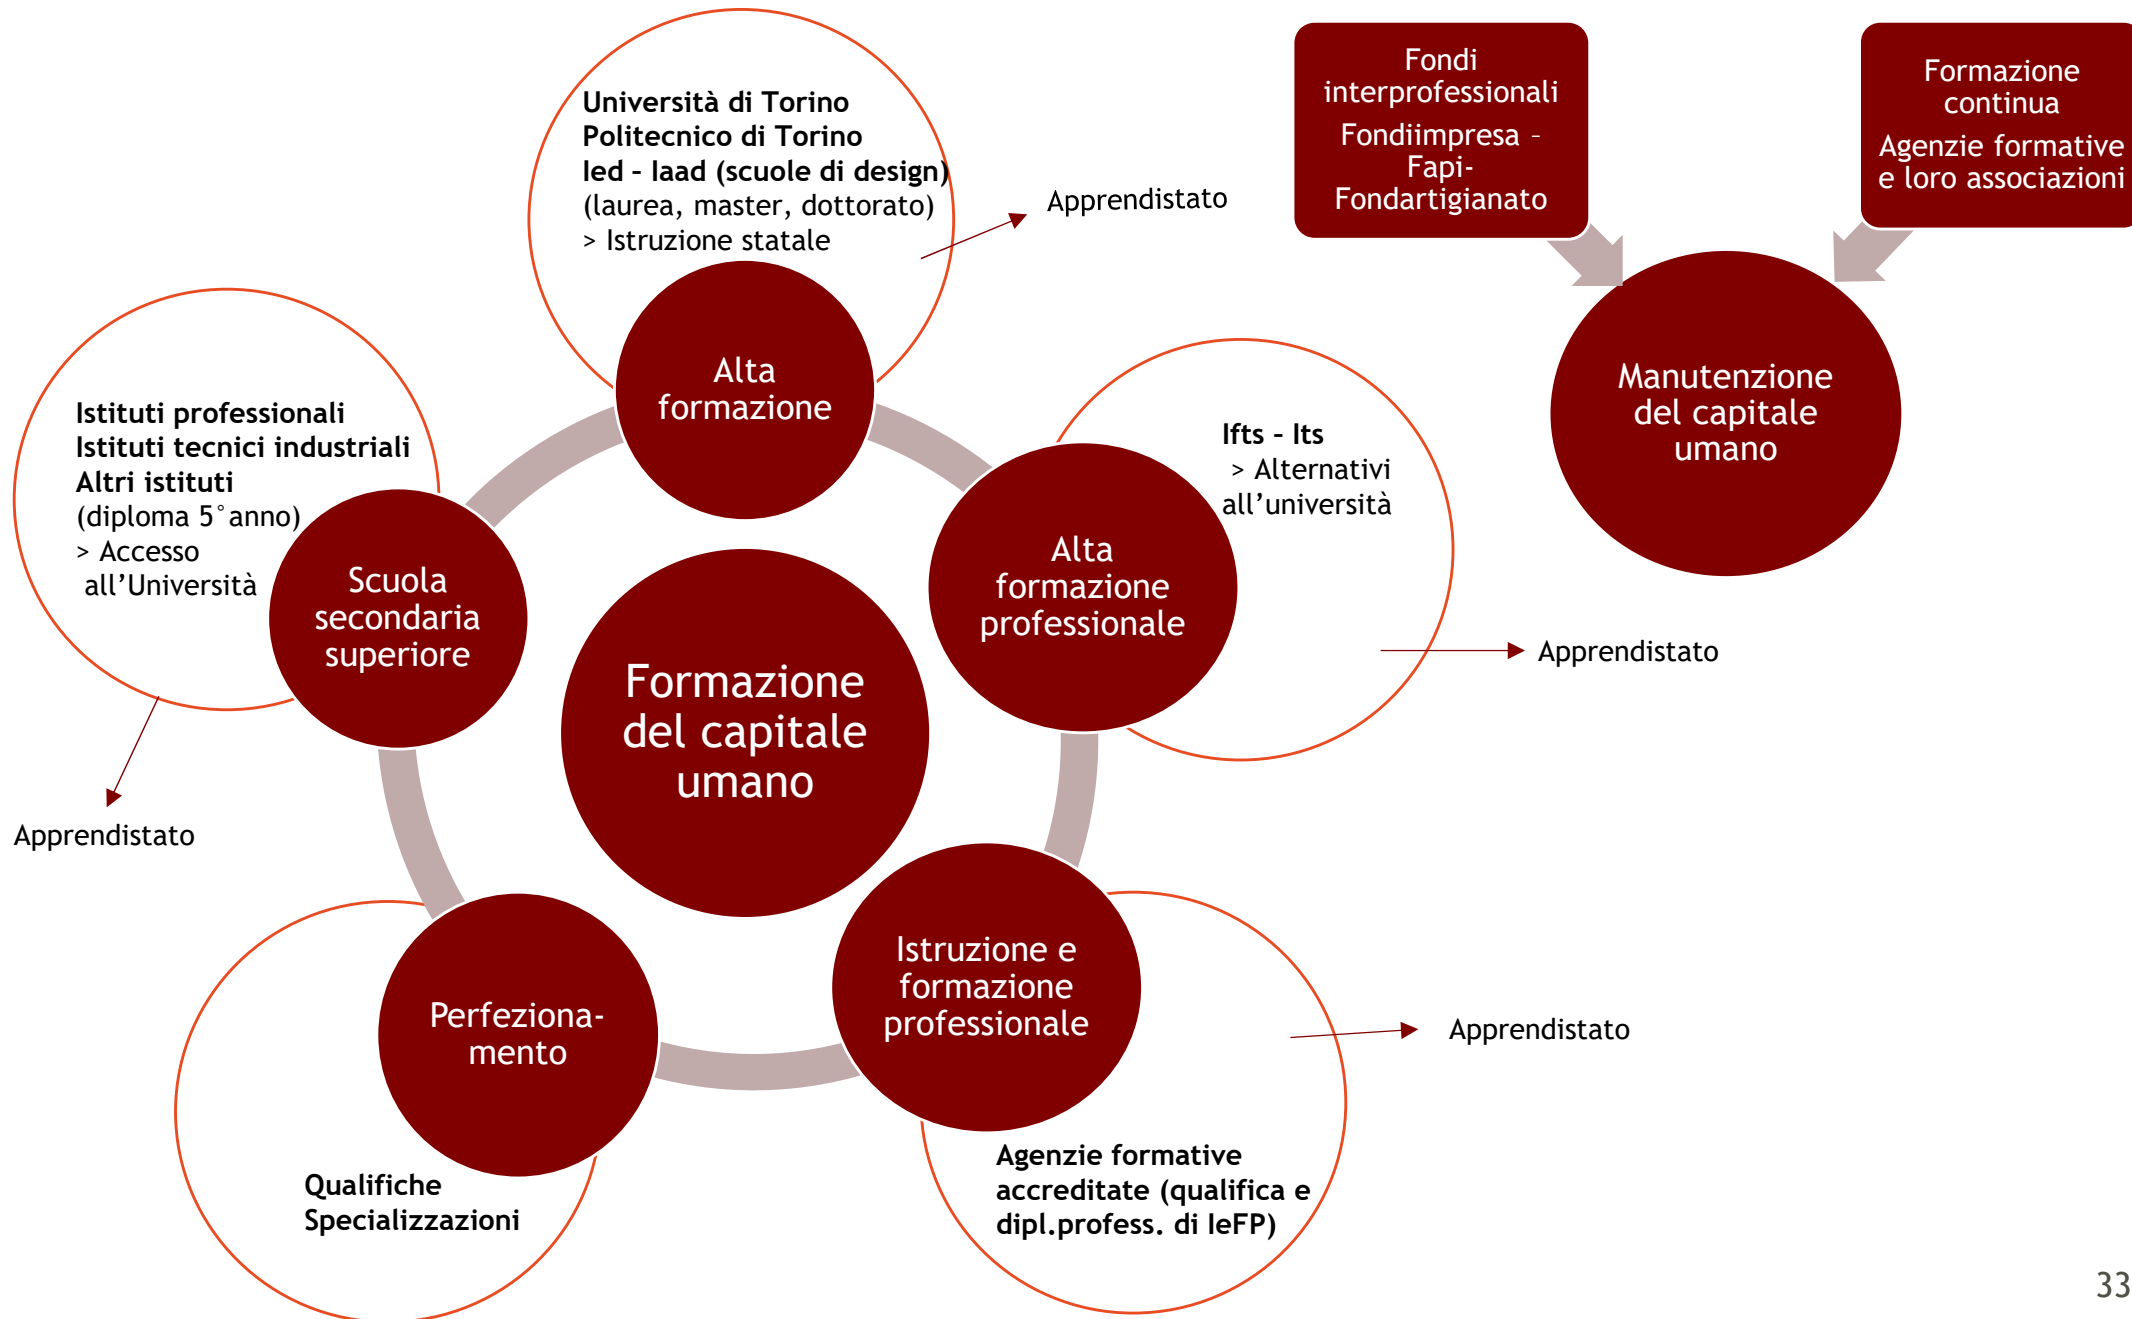 Università di Torino
Politecnico di Torino
Ied – Iaad (scuole di design)
(laurea, master, dottorato)
> Istruzione statale
Apprendistato
Fondi
interprofessionali
Fondiimpresa –
Fapi-
Fondartigianato
Formazione
continua
Agenzie formative
e loro associazioni
Manutenzione
del capitale
umano
Alta
formazione
Istituti professionali
Istituti tecnici industriali
Altri istituti
(diploma 5°anno)
> Accesso
all’Università
Scuola
secondaria
superiore
Apprendistato
Ifts – Its
> Alternativi
all’università
Alta
formazione
professionale
Apprendistato
Formazione
del capitale
umano
Perfeziona-
mento
Qualifiche
Specializzazioni
Istruzione e
formazione
professionale
Apprendistato
Agenzie formative
accreditate (qualifica e
dipl.profess. di IeFP)
33